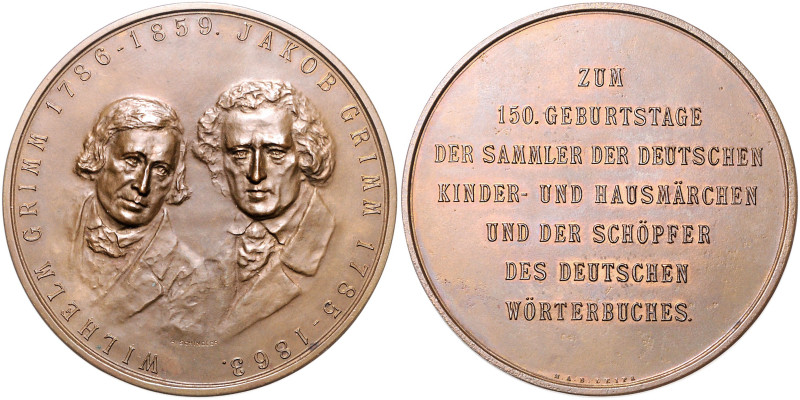 WILHELM GRIMM 1786-1859. JAKOB GRIMM 1785-1863.
ZUM
150. GEBURTSTAGE
DER SAMMLER DER DEUTSCHEN
KINDER- UND HAUSMÄRCHEN
UND DER SCHÖPFER
DES DEUTSCHEN
WÖRTERBUCHES.